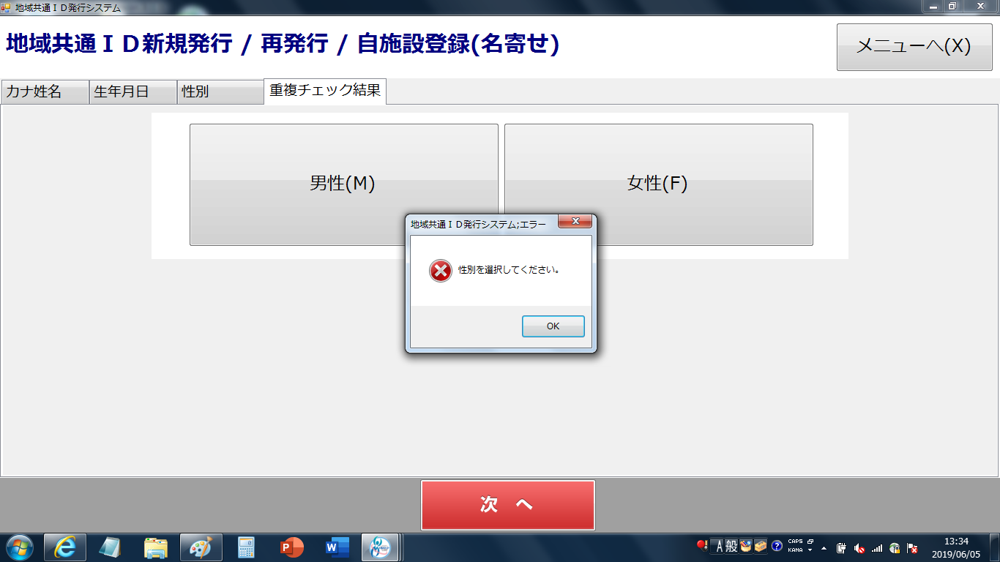 地域共通ＩＤ発行システム
地域共通ＩＤ新規発行 / 再発行 / 自施設登録(名寄せ)
メニューへ(X)
カナ姓名
生年月日
性別
重複チェック結果
男性(M)
女性(F)
地域共通ＩＤ発行システム;エラー
性別を選択してください。
OK
次　へ
A 般
CAPS
KANA
13:34
2019/06/05